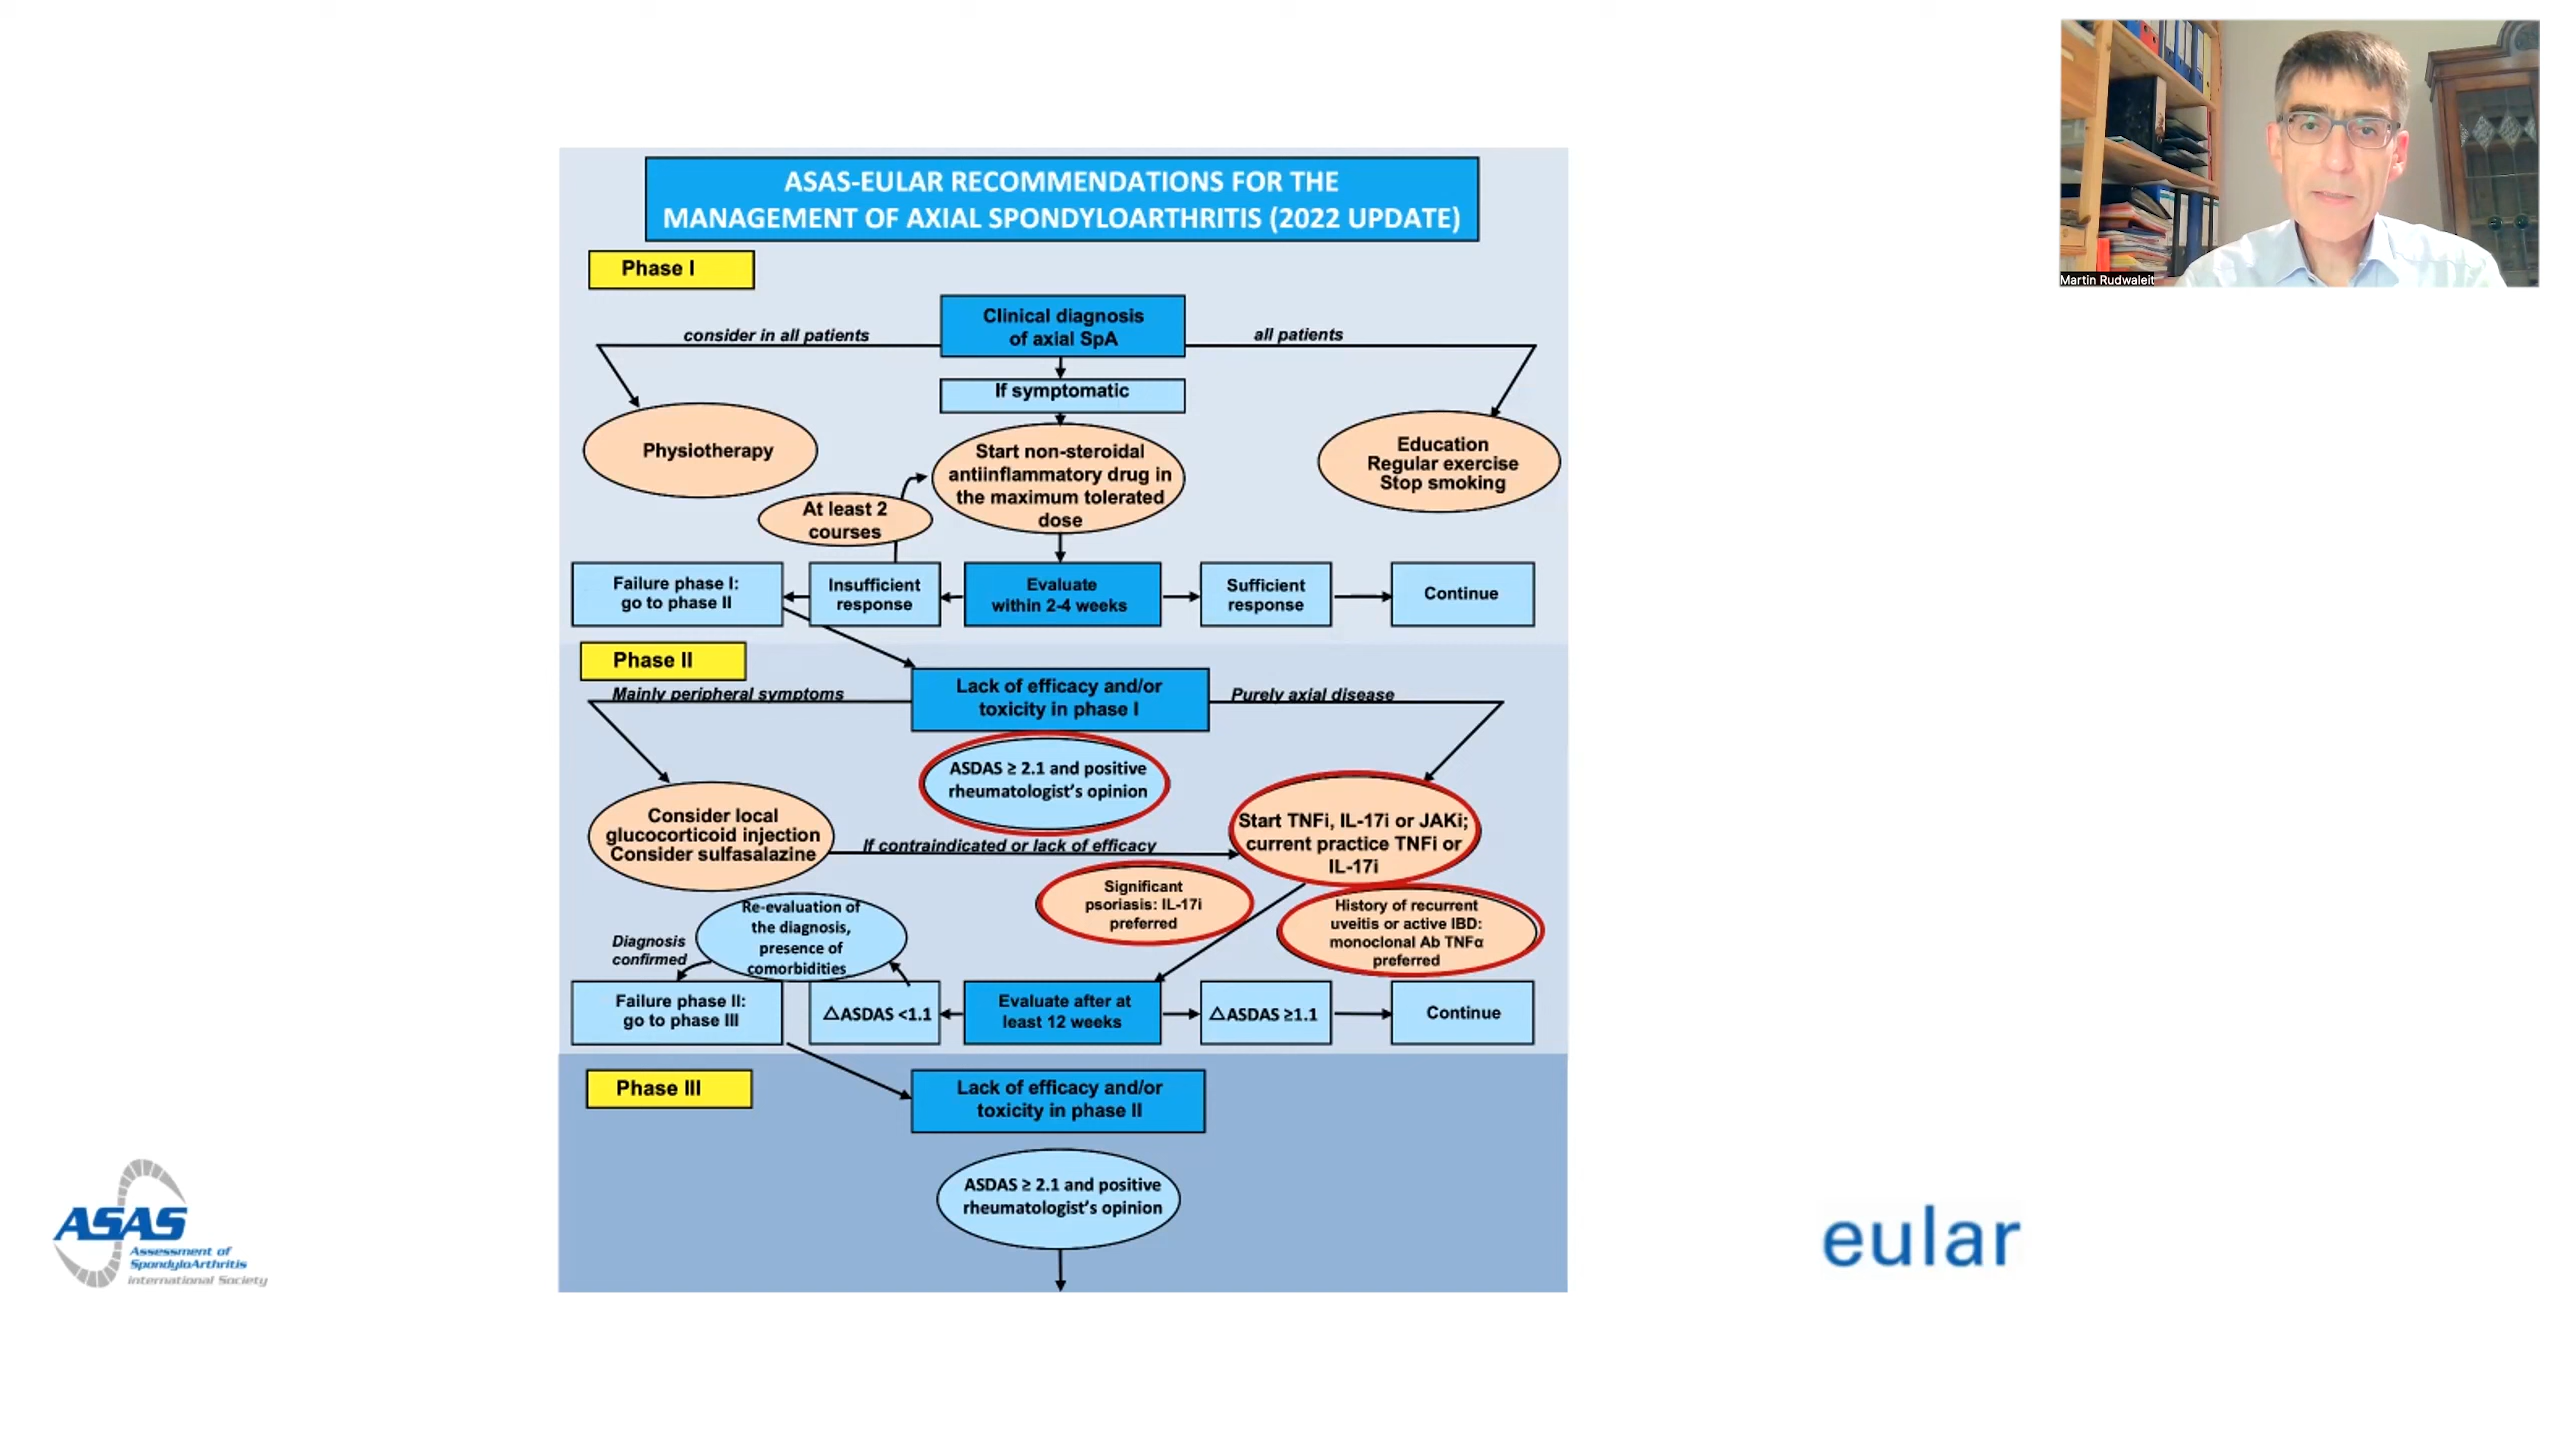 ASAS-EULAR RECOMMENDATIONS FOR THE
MANAGEMENT OF AXIAL SPONDYLOARTHRITIS (2022 UPDATE)
Martin Rudwaleit
Phase I
Clinical diagnosis
of axial SpA
consider in all patients
all patients
If symptomatic
Physiotherapy
Start non-steroidal
antiinflammatory drug in
the maximum tolerated
dose
Education
Regular exercise
Stop smoking
At least 2
courses
Failure phase I:
go to phase II
Insufficient
response
Evaluate
within 2-4 weeks
Sufficient
response
Continue
Phase II
Mainly peripheral symptoms
Lack of efficacy and/or
toxicity in phase I
Purely axial disease
ASDAS ≥ 2.1 and positive
rheumatologist's opinion
Consider local
glucocorticoid injection
Consider sulfasalazine
If contraindicated or lack of efficacy
Start TNFi, IL-17i or JAKi;
current practice TNFi or
IL-17i
Significant
psoriasis: IL-17i
preferred
History of recurrent
uveitis or active IBD:
monoclonal Ab TNFα
preferred
Re-evaluation of
the diagnosis,
presence of
comorbidities
Diagnosis
confirmed
Failure phase II:
go to phase III
△ASDAS <1.1
Evaluate after at
least 12 weeks
△ASDAS ≥1.1
Continue
Phase III
Lack of efficacy and/or
toxicity in phase II
ASDAS ≥ 2.1 and positive
rheumatologist's opinion
ASAS
Assessment of
SpondyloArthritis
international Society
eular